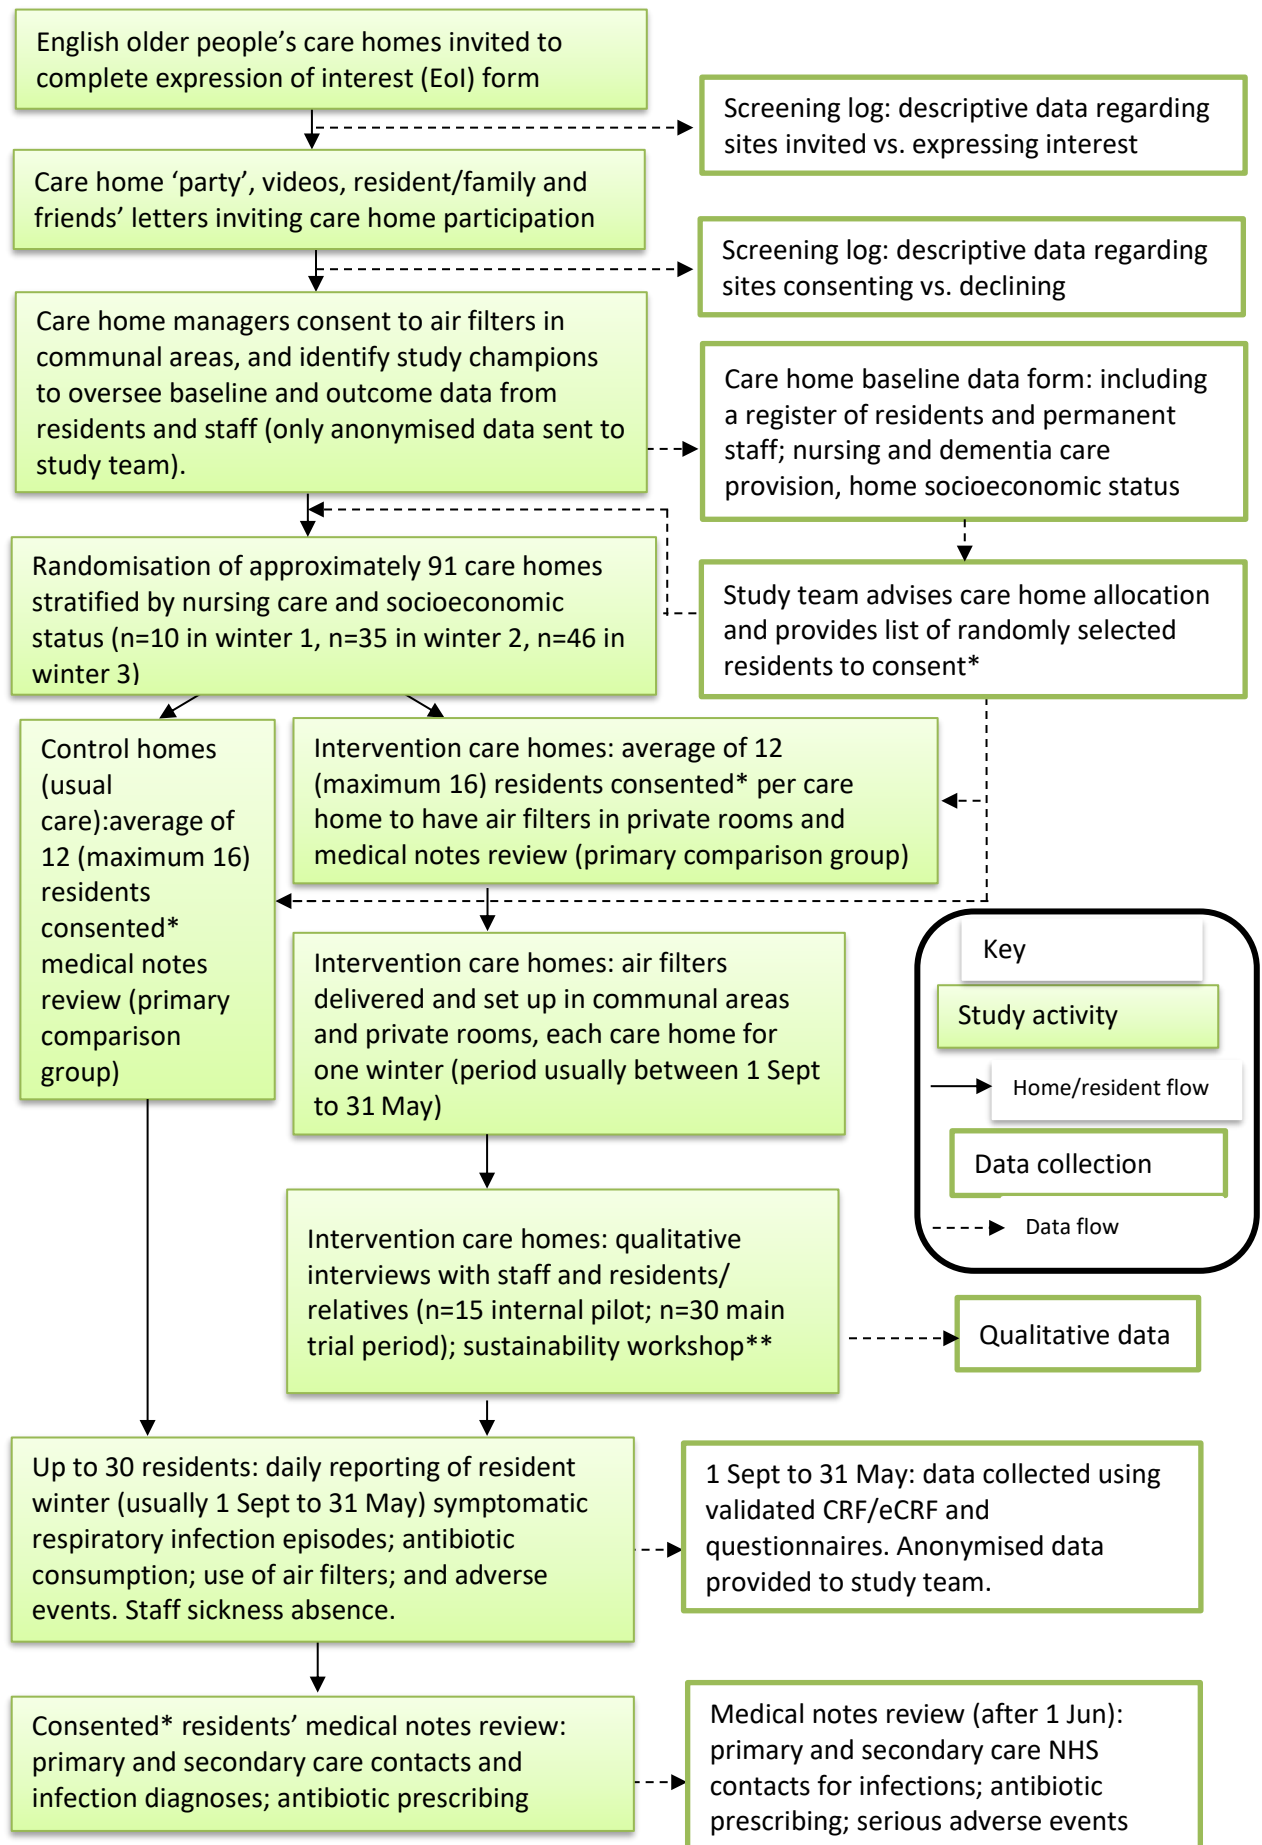 English older people’s care homes invited to
complete expression of interest (EoI) form
Screening log: descriptive data regarding
sites invited vs. expressing interest
Care home ‘party’, videos, resident/family and
friends’ letters inviting care home participation
Screening log: descriptive data regarding
sites consenting vs. declining
Care home managers consent to air filters in
communal areas, and identify study champions
to oversee baseline and outcome data from
residents and staff (only anonymised data sent to
study team).
Care home baseline data form: including
a register of residents and permanent
staff; nursing and dementia care
provision, home socioeconomic status
Randomisation of approximately 91 care homes
stratified by nursing care and socioeconomic
status (n=10 in winter 1, n=35 in winter 2, n=46 in
winter 3)
Study team advises care home allocation
and provides list of randomly selected
residents to consent*
Control homes
(usual
care):average of
12 (maximum 16)
residents
consented*
medical notes
review (primary
comparison
group)
Intervention care homes: average of 12
(maximum 16) residents consented* per care
home to have air filters in private rooms and
medical notes review (primary comparison group)
Intervention care homes: air filters
delivered and set up in communal areas
and private rooms, each care home for
one winter (period usually between 1 Sept
to 31 May)
Key
Study activity
Home/resident flow
Data collection
Data flow
Intervention care homes: qualitative
interviews with staff and residents/
relatives (n=15 internal pilot; n=30 main
trial period); sustainability workshop**
Qualitative data
Up to 30 residents: daily reporting of resident
winter (usually 1 Sept to 31 May) symptomatic
respiratory infection episodes; antibiotic
consumption; use of air filters; and adverse
events. Staff sickness absence.
1 Sept to 31 May: data collected using
validated CRF/eCRF and
questionnaires. Anonymised data
provided to study team.
Consented* residents’ medical notes review:
primary and secondary care contacts and
infection diagnoses; antibiotic prescribing
Medical notes review (after 1 Jun):
primary and secondary care NHS
contacts for infections; antibiotic
prescribing; serious adverse events